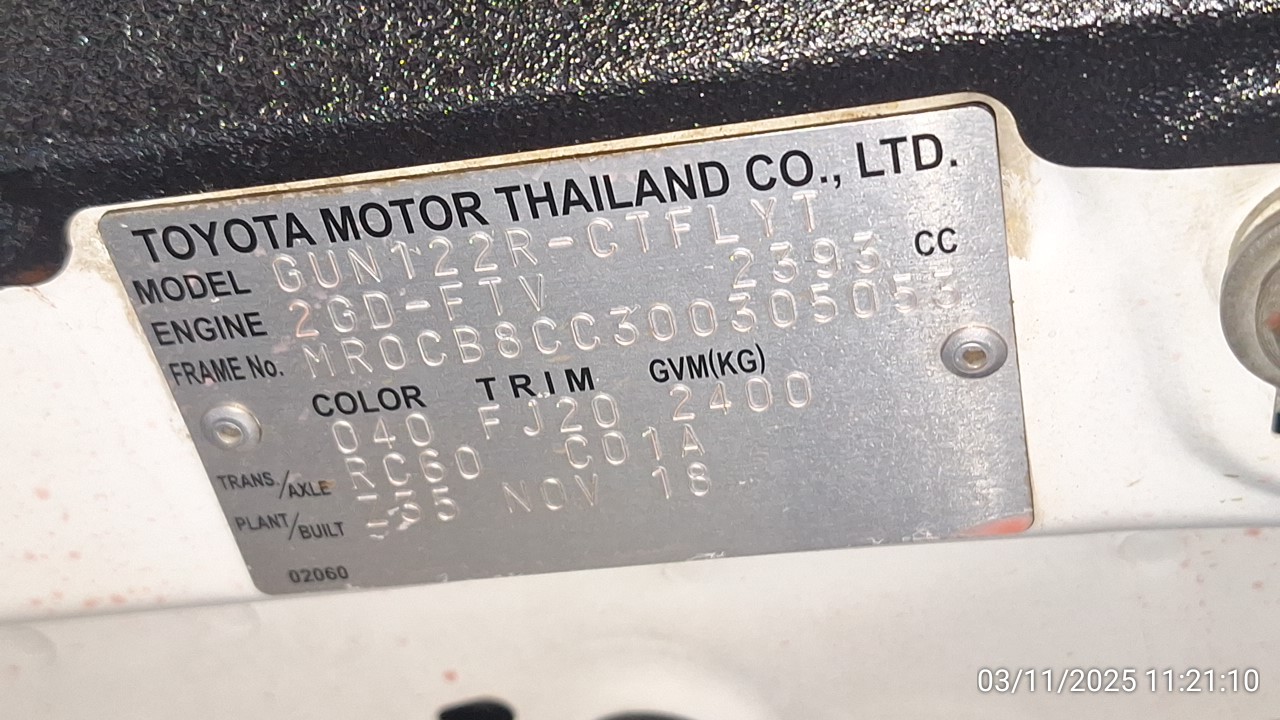 TOYOTA MOTOR THAILAND CO., LTD.
MODEL GUN122R-CTFLYT
ENGINE 2GD-FTV 2393 CC
FRAME No. MR0CB8CC300305053
COLOR TRIM GVM(KG)
040 FJ20 2400
TRANS./AXLE RC60 C01A
PLANT/BUILT NOV 18
02060
03/11/2025 11:21:10